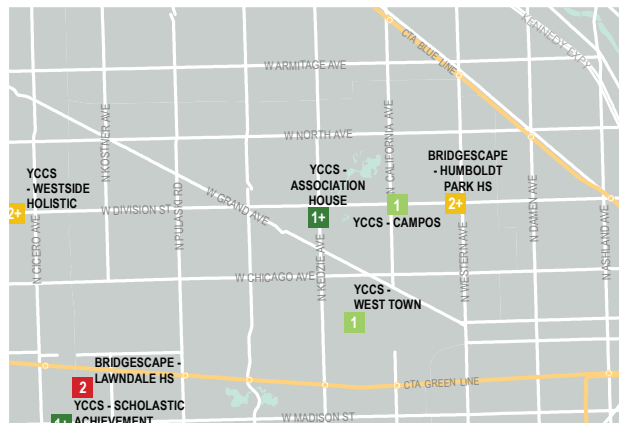 KENNEDY EXPY
CTA BLUE LINE
W ARMITAGE AVE
N KOSTNER AVE
W NORTH AVE
N CALIFORNIA AVE
BRIDGESCAPE
- HUMBOLDT
PARK HS
2+
YCCS -
ASSOCIATION
HOUSE
1+
YCCS
- WESTSIDE
HOLISTIC
2+
W DIVISION ST
N PULASKI RD
W GRAND AVE
1
YCCS - CAMPOS
N CICERO AVE
N KEDZIE AVE
N WESTERN AVE
N DAMEN AVE
N ASHLAND AVE
W CHICAGO AVE
YCCS -
WEST TOWN
1
BRIDGESCAPE -
LAWNDALE HS
2
CTA GREEN LINE
YCCS - SCHOLASTIC
ACHIEVEMENT
1+
W MADISON ST